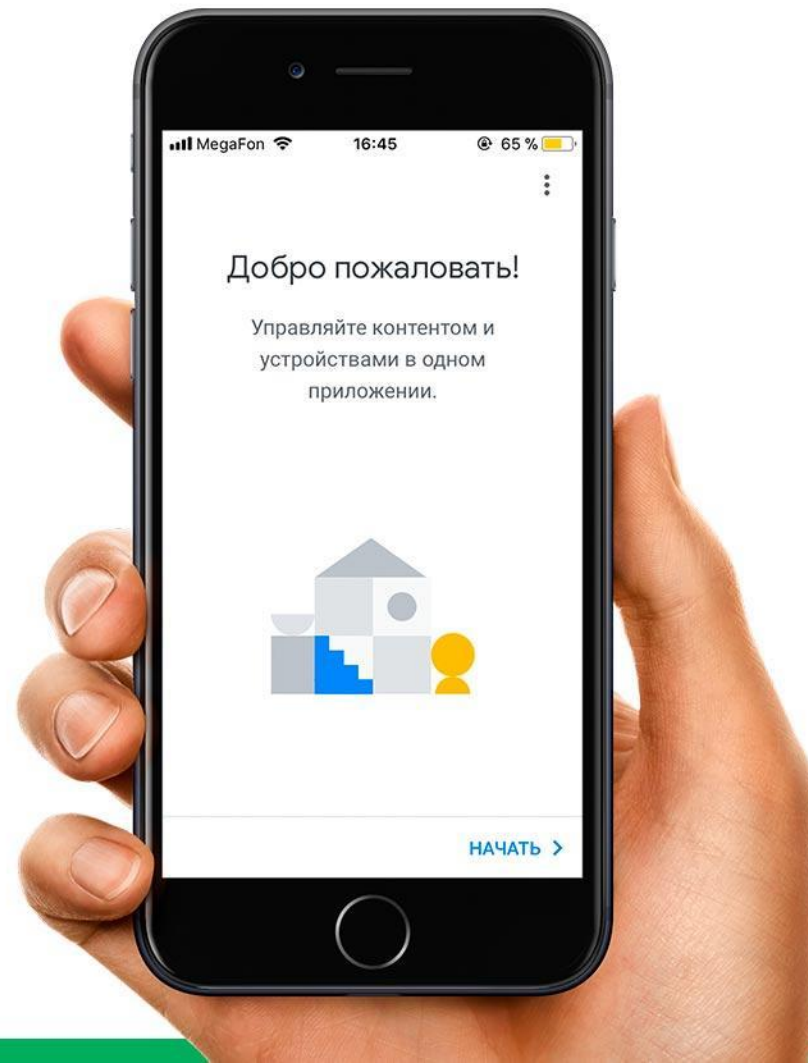 MegaFon 16:45 65 %
Добро пожаловать!
Управляйте контентом и
устройствами в одном
приложении.
НАЧАТЬ >